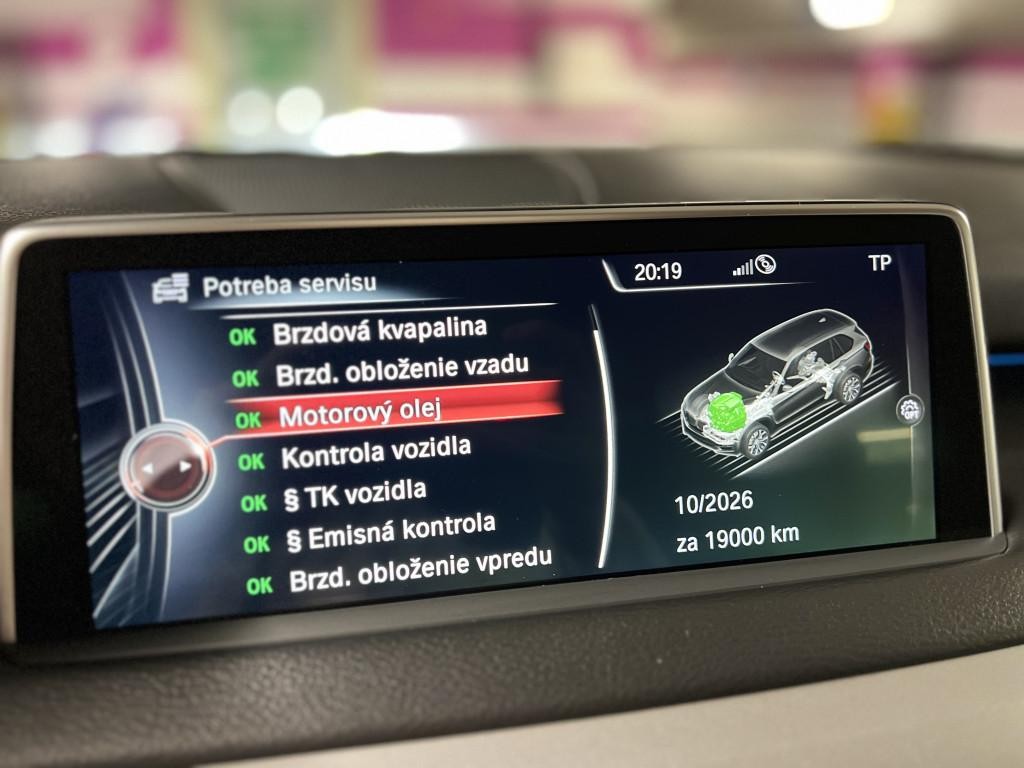 Potreba servisu
20:19
TP
OK Brzdová kvapalina
OK Brzd. obloženie vzadu
OK Motorový olej
OK Kontrola vozidla
OK § TK vozidla
OK § Emisná kontrola
OK Brzd. obloženie vpredu
OPT
10/2026
za 19000 km